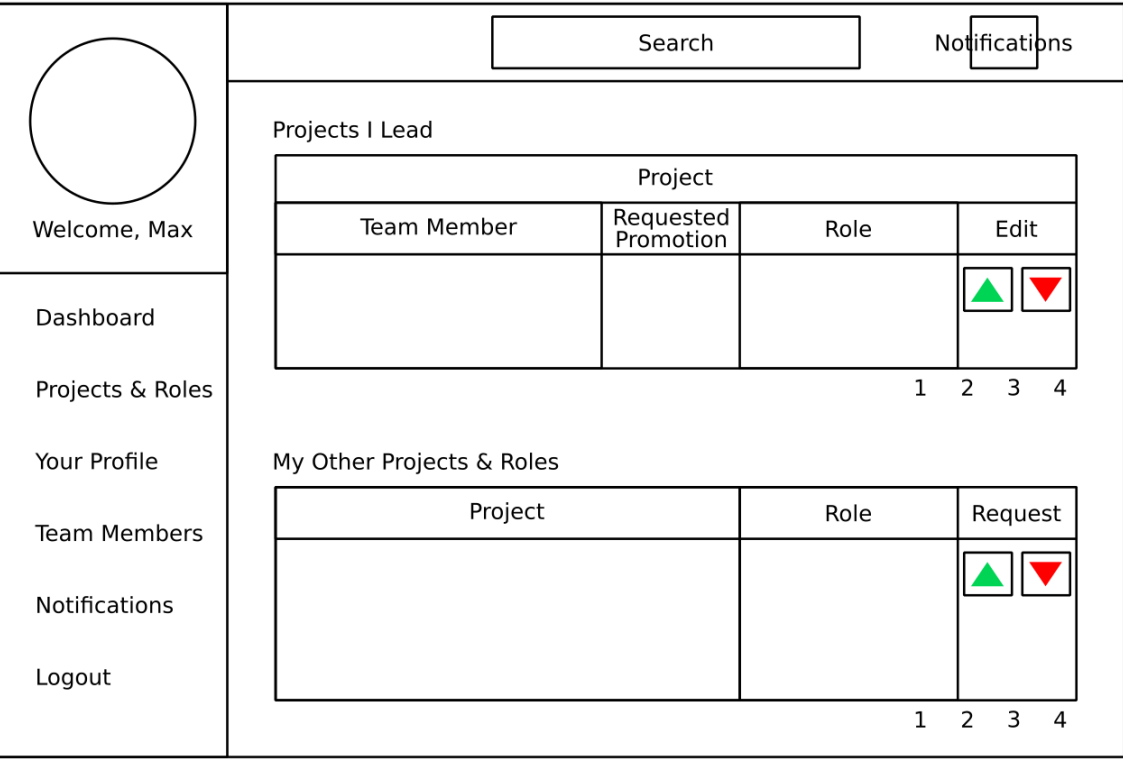 Search
Notifications
Welcome, Max
Dashboard
Projects & Roles
Your Profile
Team Members
Notifications
Logout
Projects I Lead
Project
Team Member
Requested
Promotion
Role
Edit
1 2 3 4
My Other Projects & Roles
Project
Role
Request
1 2 3 4